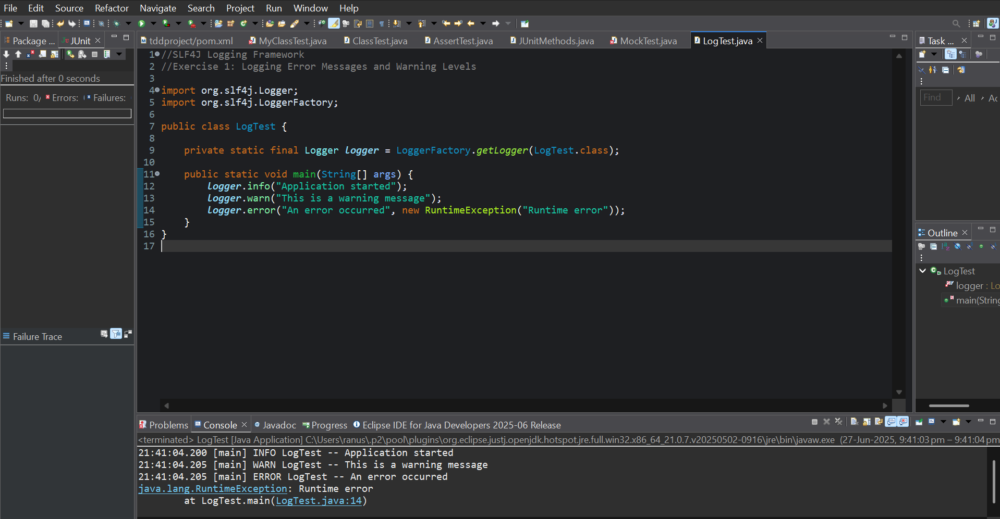 File Edit Source Refactor Navigate Search Project Run Window Help
Package ... JUnit
Finished after 0 seconds
Runs: 0/ Errors: Failures:
Failure Trace
tddproject/pom.xml MyClassTest.java ClassTest.java AssertTest.java JUnitMethods.java MockTest.java LogTest.java
1 //SLF4J Logging Framework
2 //Exercise 1: Logging Error Messages and Warning Levels
3
4 import org.slf4j.Logger;
5 import org.slf4j.LoggerFactory;
6
7 public class LogTest {
8
9     private static final Logger logger = LoggerFactory.getLogger(LogTest.class);
10
11     public static void main(String[] args) {
12         logger.info("Application started");
13         logger.warn("This is a warning message");
14         logger.error("An error occurred", new RuntimeException("Runtime error"));
15     }
16 }
17
Task ...
Find All Ac
Outline
LogTest
logger : Lo
main(String
Problems Console Javadoc Progress Eclipse IDE for Java Developers 2025-06 Release
<terminated> LogTest [Java Application] C:\Users\ranus\.p2\pool\plugins\org.eclipse.justj.openjdk.hotspot.jre.full.win32.x86_64_21.0.7.v20250502-0916\jre\bin\javaw.exe (27-Jun-2025, 9:41:03 pm – 9:41:04 pm
21:41:04.200 [main] INFO LogTest -- Application started
21:41:04.205 [main] WARN LogTest -- This is a warning message
21:41:04.205 [main] ERROR LogTest -- An error occurred
java.lang.RuntimeException: Runtime error
        at LogTest.main(LogTest.java:14)